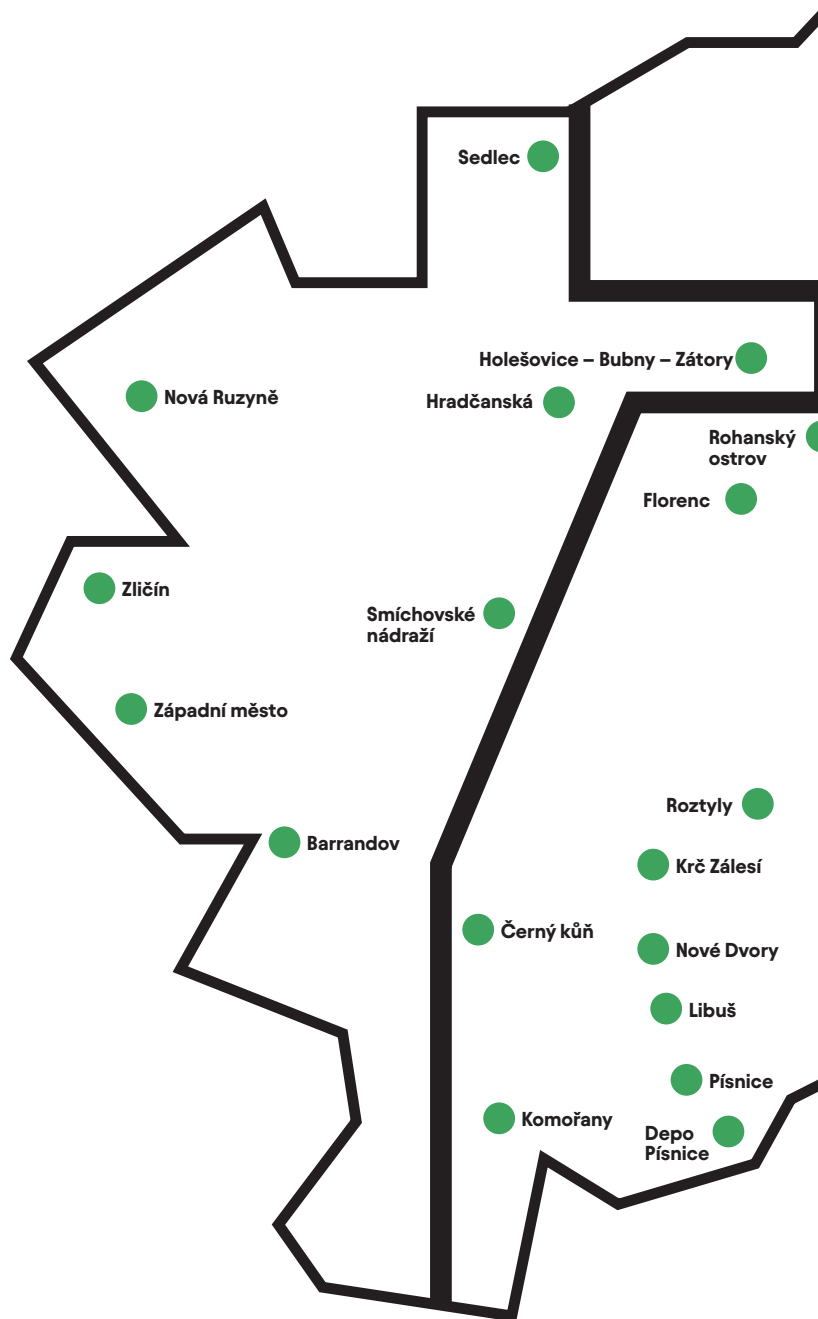 Sedlec
Holešovice – Bubny – Zátory
Nová Ruzyně
Hradčanská
Rohanský
ostrov
Florenc
Zličín
Smíchovské
nádraží
Západní město
Roztyly
Barrandov
Krč Zálesí
Černý kůň
Nové Dvory
Libuš
Písnice
Komořany
Depo
Písnice